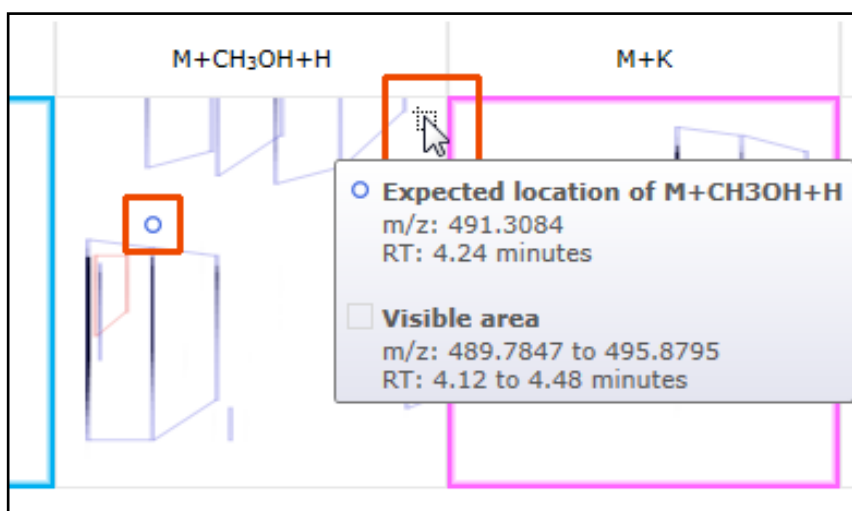 M+CH₃OH+H
M+K
Expected location of M+CH3OH+H
m/z: 491.3084
RT: 4.24 minutes
Visible area
m/z: 489.7847 to 495.8795
RT: 4.12 to 4.48 minutes